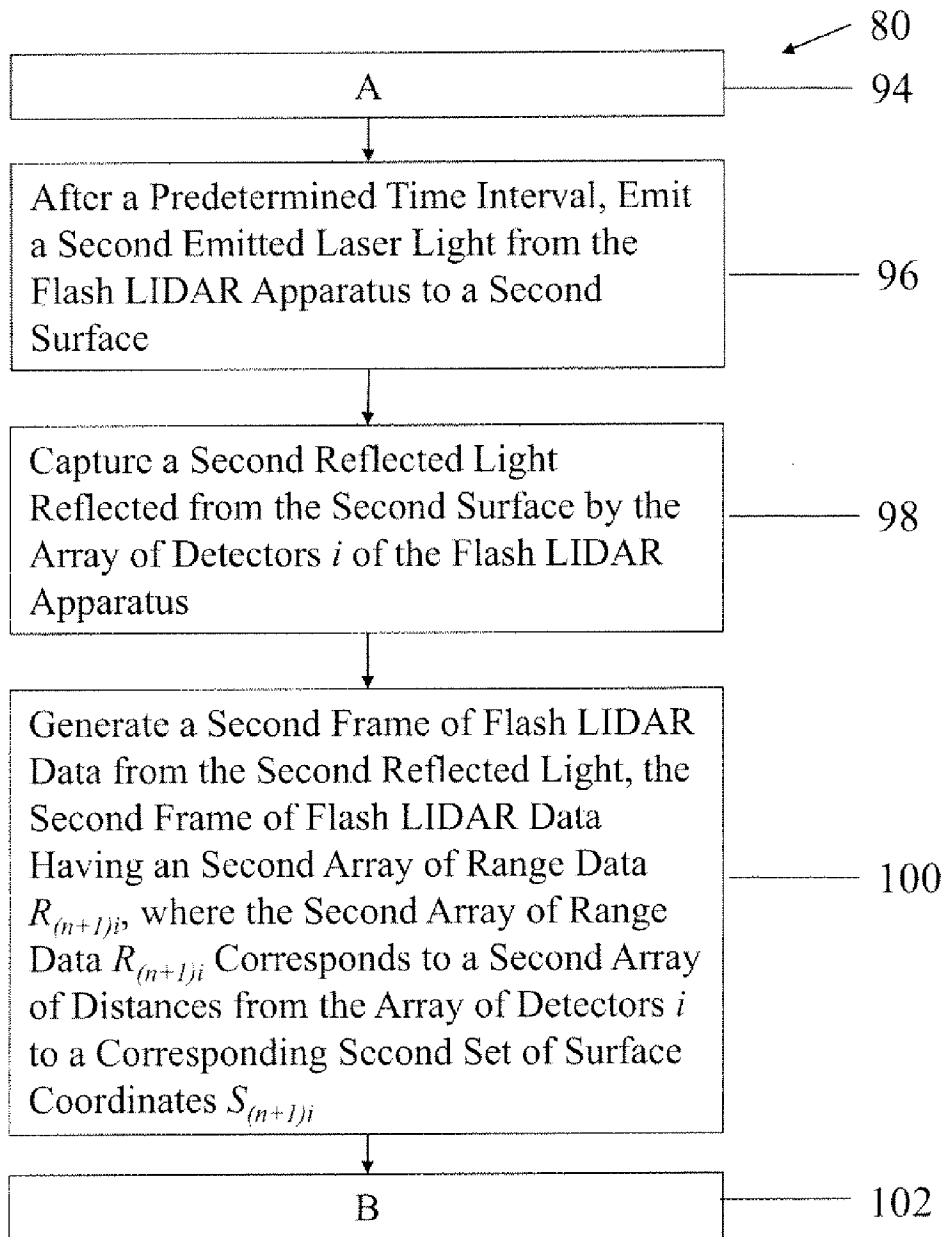 80
A
94
After a Predetermined Time Interval, Emit
a Second Emitted Laser Light from the
Flash LIDAR Apparatus to a Second
Surface
96
Capture a Second Reflected Light
Reflected from the Second Surface by the
Array of Detectors i of the Flash LIDAR
Apparatus
98
Generate a Second Frame of Flash LIDAR
Data from the Second Reflected Light, the
Second Frame of Flash LIDAR Data
Having an Second Array of Range Data
R(n+1)i, where the Second Array of Range
Data R(n+1)i Corresponds to a Second Array
of Distances from the Array of Detectors i
to a Corresponding Second Set of Surface
Coordinates S(n+1)i
100
B
102